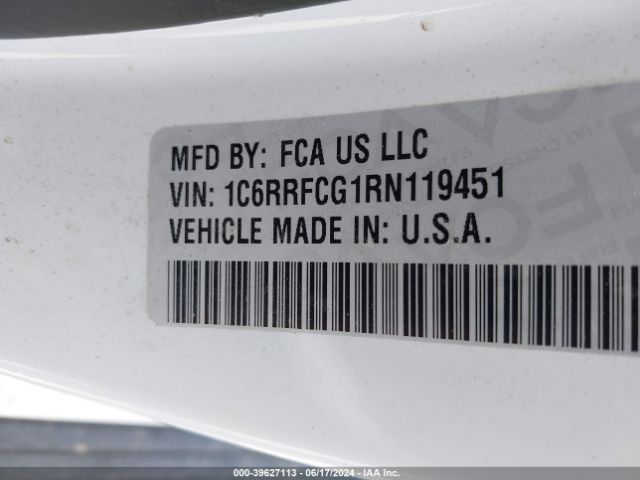 MFD BY: FCA US LLC
VIN: 1C6RRFCG1RN119451
VEHICLE MADE IN: U.S.A.
000-39627113 - 06/17/2024 - IAA Inc.